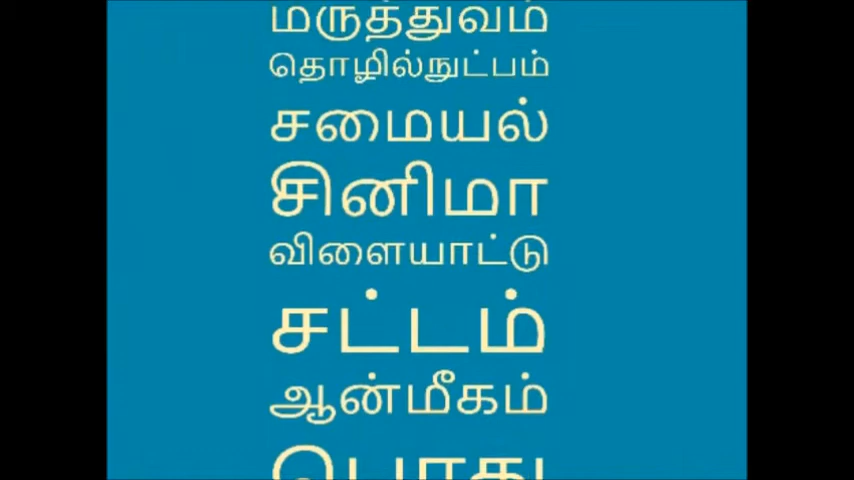 மருத்துவம்
தொழில்நுட்பம்
சமையல்
சினிமா
விளையாட்டு
சட்டம்
ஆன்மீகம்
பொது